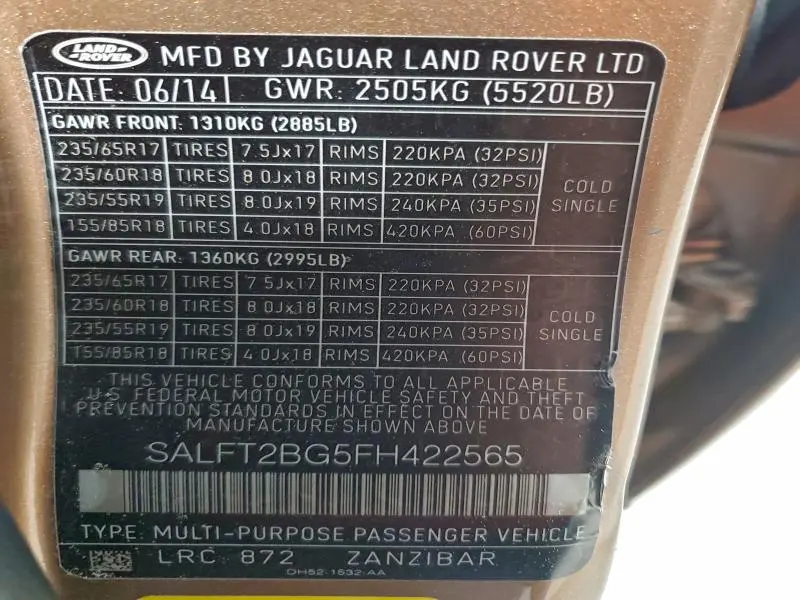 LAND ROVER MFD BY JAGUAR LAND ROVER LTD
DATE: 06/14 GWR: 2505KG (5520LB)
GAWR FRONT: 1310KG (2885LB)
235/65R17 TIRES 7.5Jx17 RIMS 220KPA (32PSI)
235/60R18 TIRES 8.0Jx18 RIMS 220KPA (32PSI)
235/55R19 TIRES 8.0Jx19 RIMS 240KPA (35PSI)
T55/85R18 TIRES 4.0Jx18 RIMS 420KPA (60PSI)
COLD
SINGLE
GAWR REAR: 1360KG (2995LB)
235/65R17 TIRES 7.5Jx17 RIMS 220KPA (32PSI)
235/60R18 TIRES 8.0Jx18 RIMS 220KPA (32PSI)
235/55R19 TIRES 8.0Jx19 RIMS 240KPA (35PSI)
T55/85R18 TIRES 4.0Jx18 RIMS 420KPA (60PSI)
COLD
SINGLE
THIS VEHICLE CONFORMS TO ALL APPLICABLE
U.S. FEDERAL MOTOR VEHICLE SAFETY AND THEFT
PREVENTION STANDARDS IN EFFECT ON THE DATE OF
MANUFACTURE SHOWN ABOVE
SALFT2BG5FH422565
TYPE: MULTI-PURPOSE PASSENGER VEHICLE
LRC 872 ZANZIBAR
DH52-1532-AA